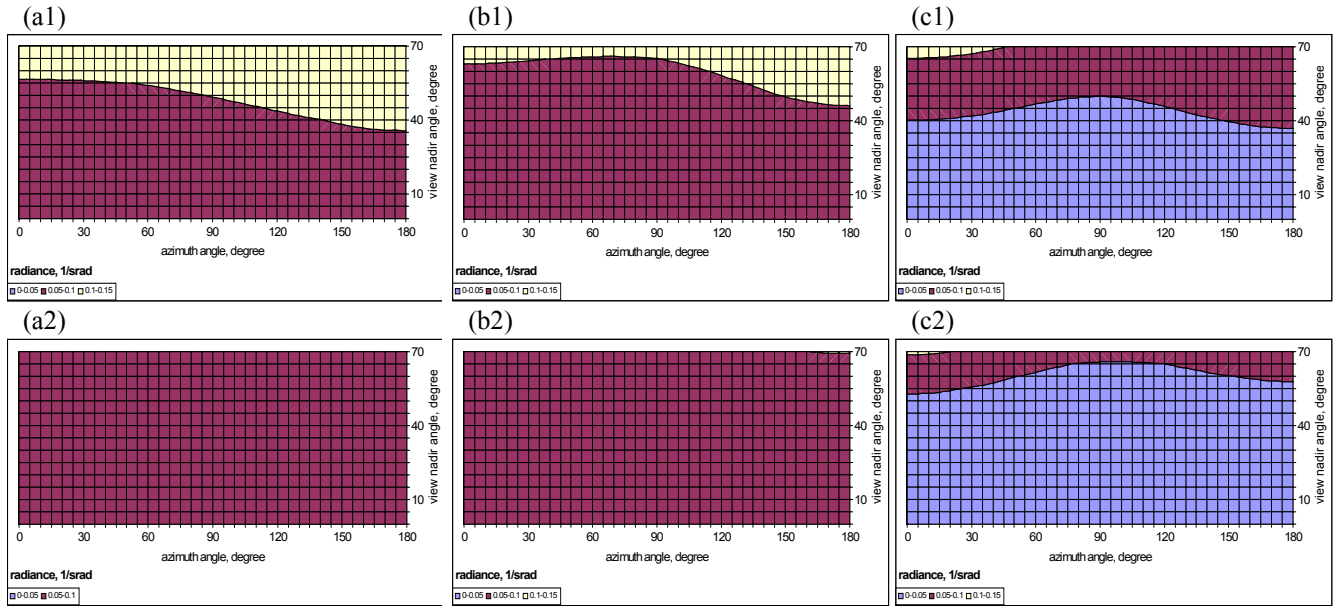 (a1)
70
40
10
view nadir angle, degree
0 30 60 90 120 150 180
azimuth angle, degree
radiance, 1/srad
0-0.05 0.05-0.1 0.1-0.15
(b1)
70
40
10
view nadir angle, degree
0 30 60 90 120 150 180
azimuth angle, degree
radiance, 1/srad
0-0.05 0.05-0.1 0.1-0.15
(c1)
70
40
10
view nadir angle, degree
0 30 60 90 120 150 180
azimuth angle, degree
radiance, 1/srad
0-0.05 0.05-0.1 0.1-0.15
(a2)
70
40
10
view nadir angle, degree
0 30 60 90 120 150 180
azimuth angle, degree
radiance, 1/srad
0-0.05 0.05-0.1
(b2)
70
40
10
view nadir angle, degree
0 30 60 90 120 150 180
azimuth angle, degree
radiance, 1/srad
0-0.05 0.05-0.1 0.1-0.15
(c2)
70
40
10
view nadir angle, degree
0 30 60 90 120 150 180
azimuth angle, degree
radiance, 1/srad
0-0.05 0.05-0.1 0.1-0.15